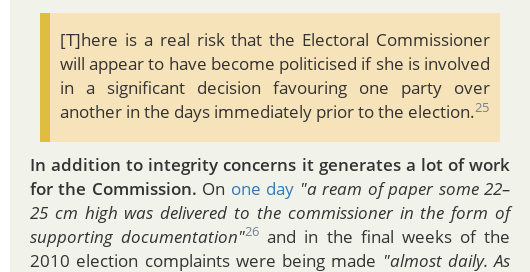 [T]here is a real risk that the Electoral Commissioner
will appear to have become politicised if she is involved
in a significant decision favouring one party over
another in the days immediately prior to the election.25
In addition to integrity concerns it generates a lot of work
for the Commission. On one day "a ream of paper some 22–
25 cm high was delivered to the commissioner in the form of
supporting documentation"26 and in the final weeks of the
2010 election complaints were being made "almost daily. As